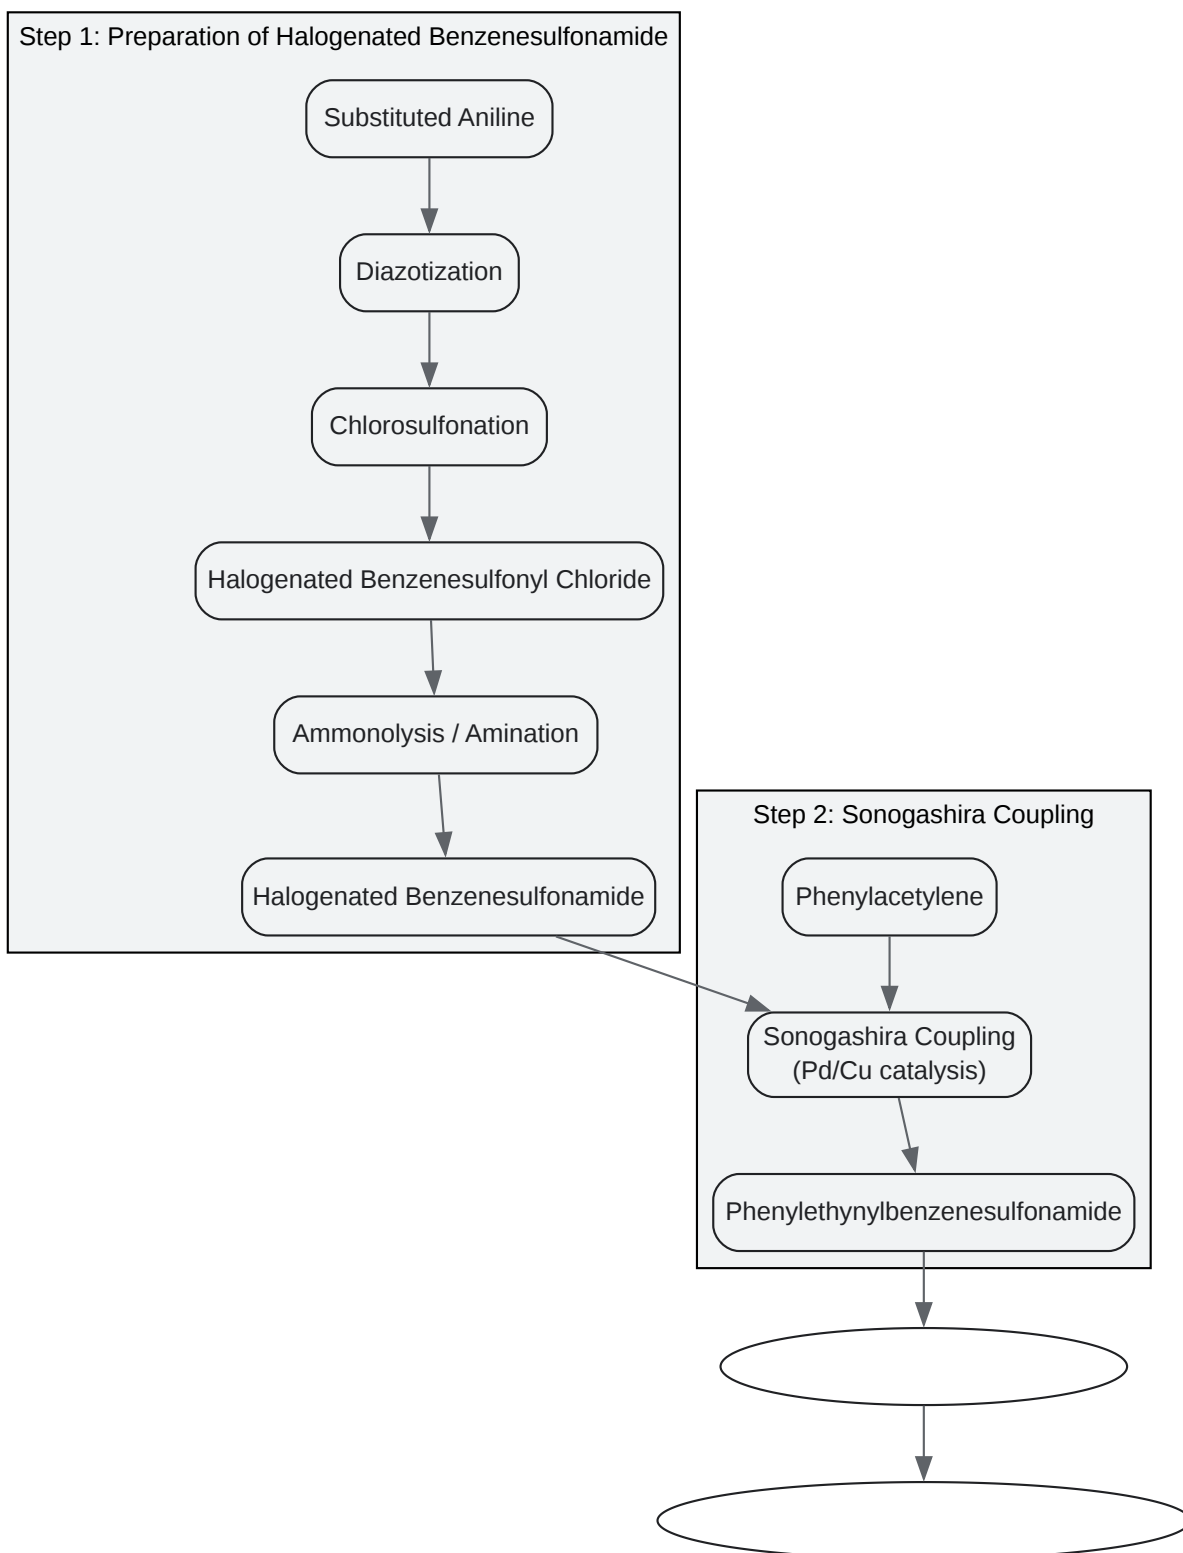 Step 1: Preparation of Halogenated Benzenesulfonamide
Substituted Aniline
Diazotization
Chlorosulfonation
Halogenated Benzenesulfonyl Chloride
Ammonolysis / Amination
Halogenated Benzenesulfonamide
Step 2: Sonogashira Coupling
Phenylacetylene
Sonogashira Coupling
(Pd/Cu catalysis)
Phenylethynylbenzenesulfonamide